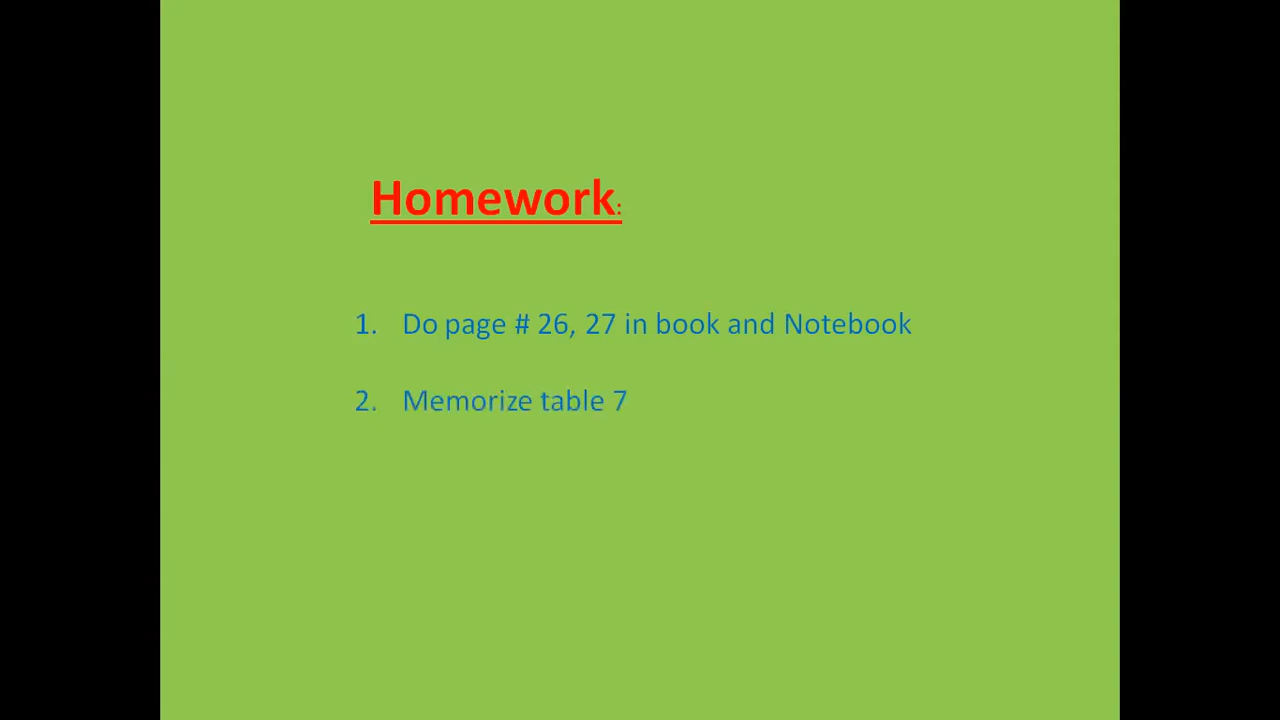 Homework:
1. Do page # 26, 27 in book and Notebook
2. Memorize table 7